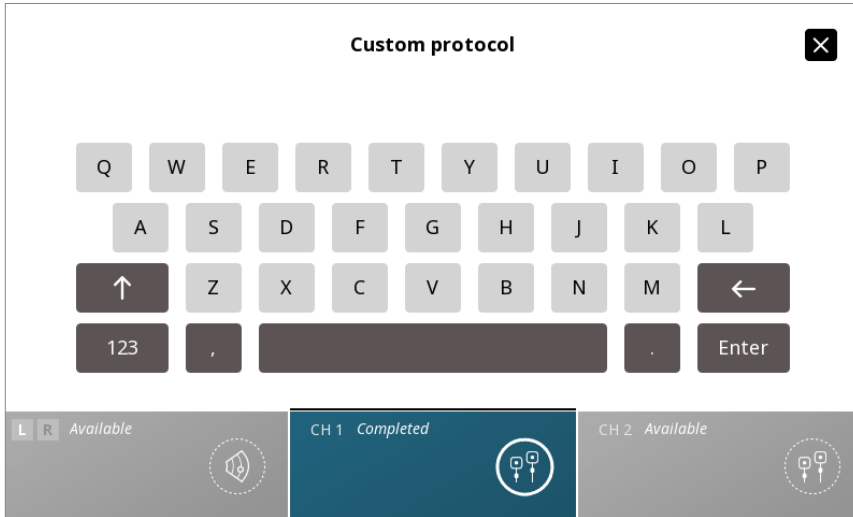 Custom protocol
Q W E R T Y U I O P
A S D F G H J K L
Z X C V B N M
123 , . Enter
L R Available CH 1 Completed CH 2 Available